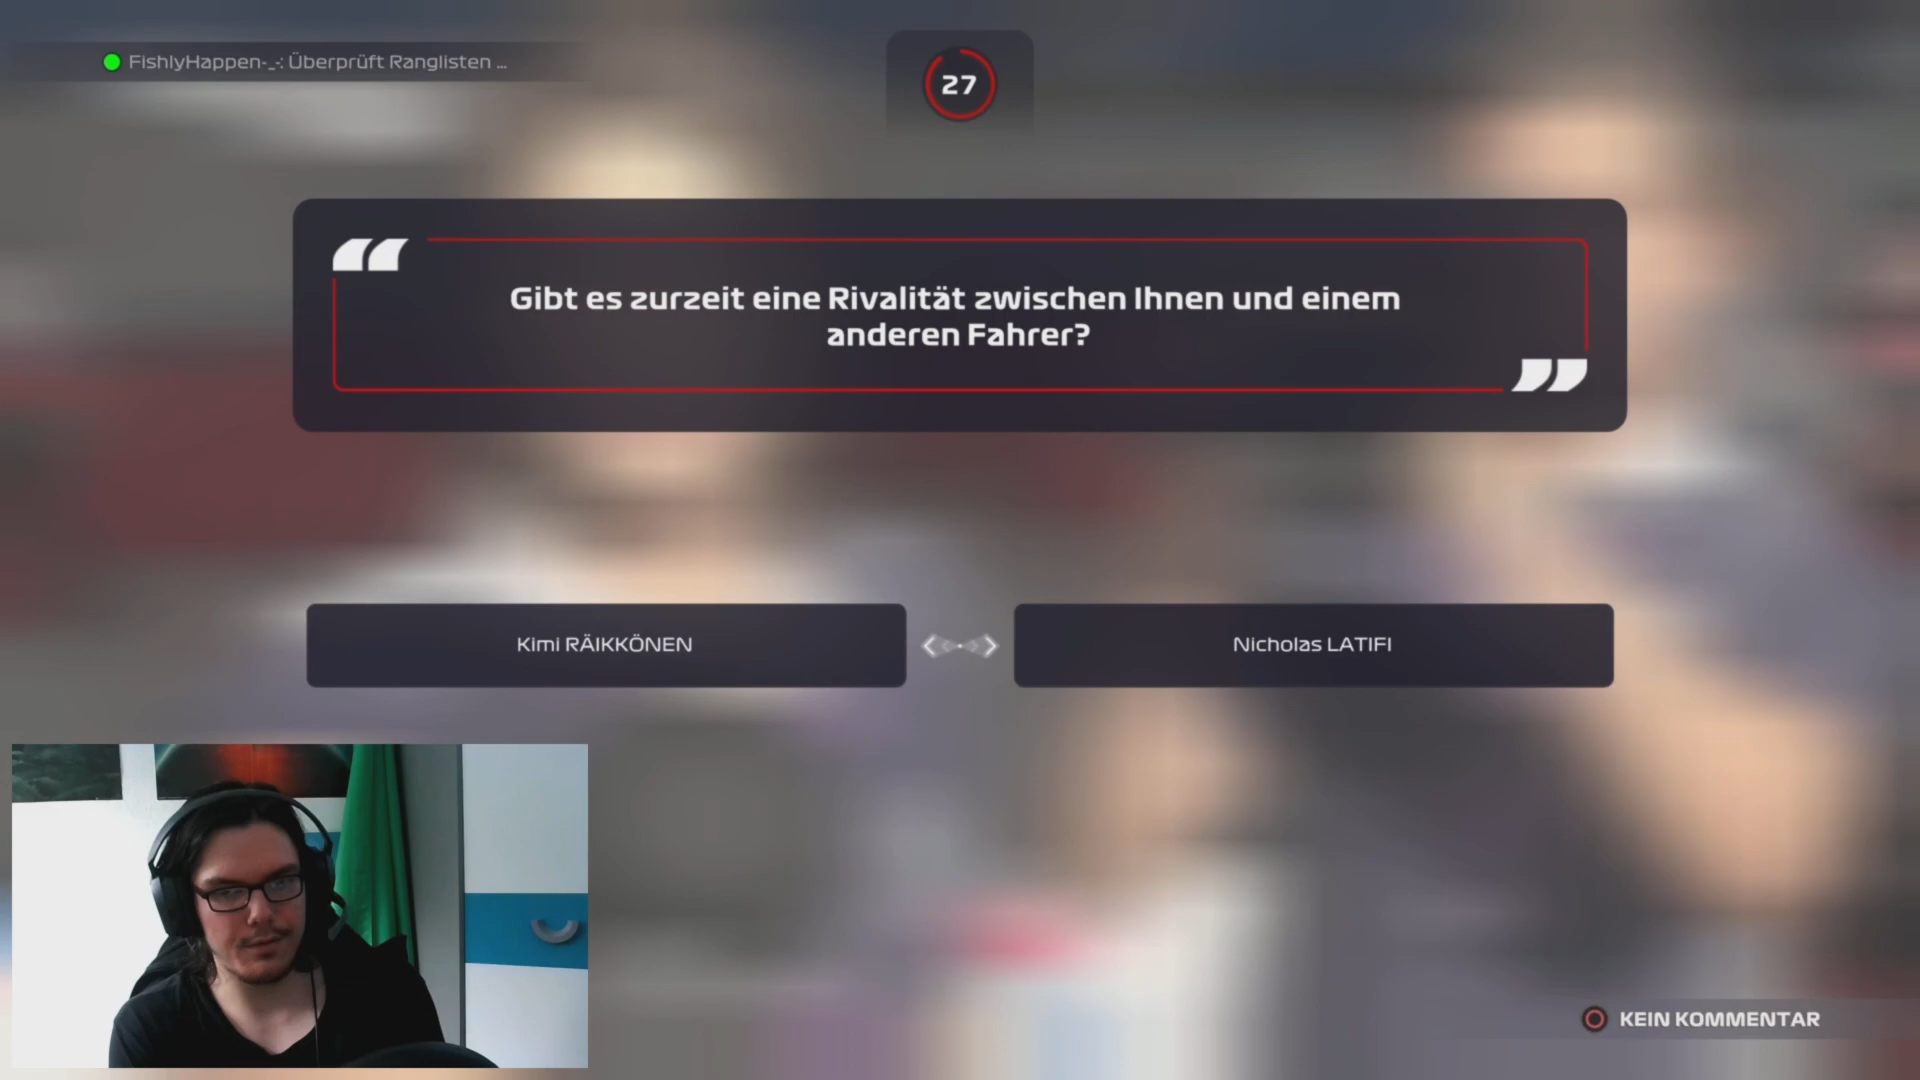 FishlyHappen-_-: Überprüft Ranglisten ...
27
Gibt es zurzeit eine Rivalität zwischen Ihnen und einem
anderen Fahrer?
Kimi RÄIKKÖNEN
Nicholas LATIFI
KEIN KOMMENTAR